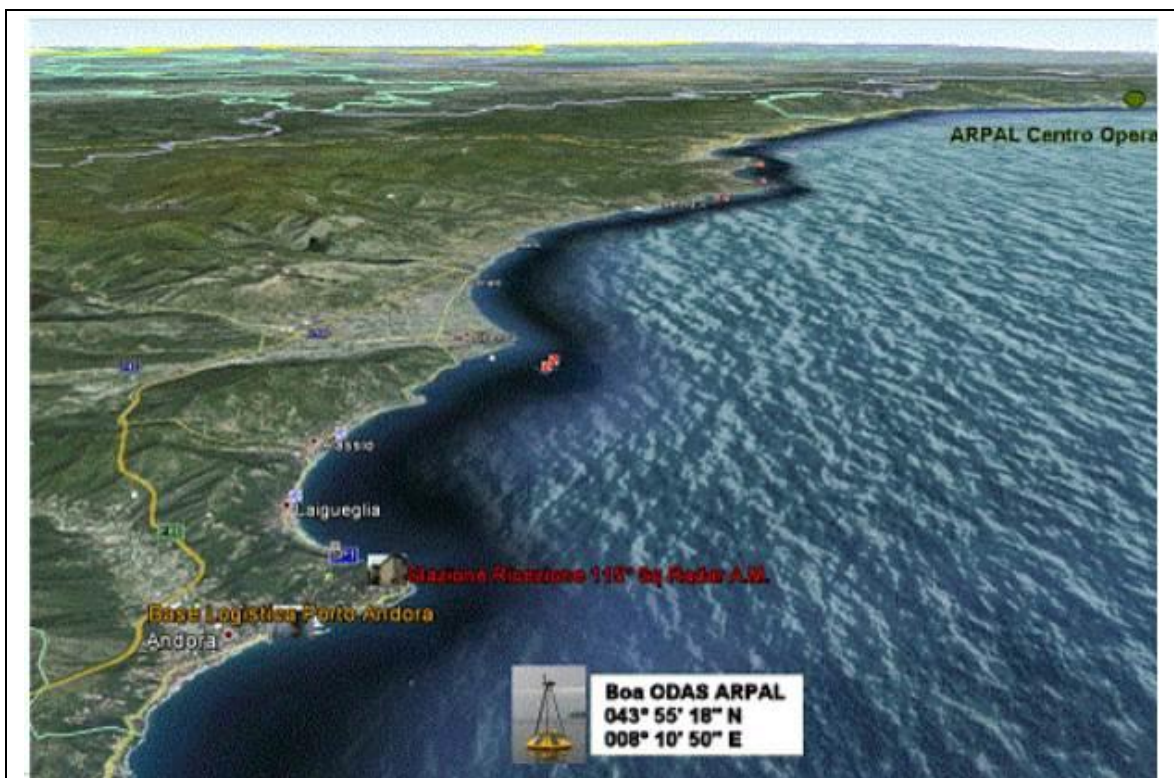 ARPAL Centro Opera
Laigueglia
Stazione Ricezione 115° Sq Radar A.M.
Base Logistica Porto Andora
Andora
Boa ODAS ARPAL
043° 55' 18" N
008° 10' 50" E